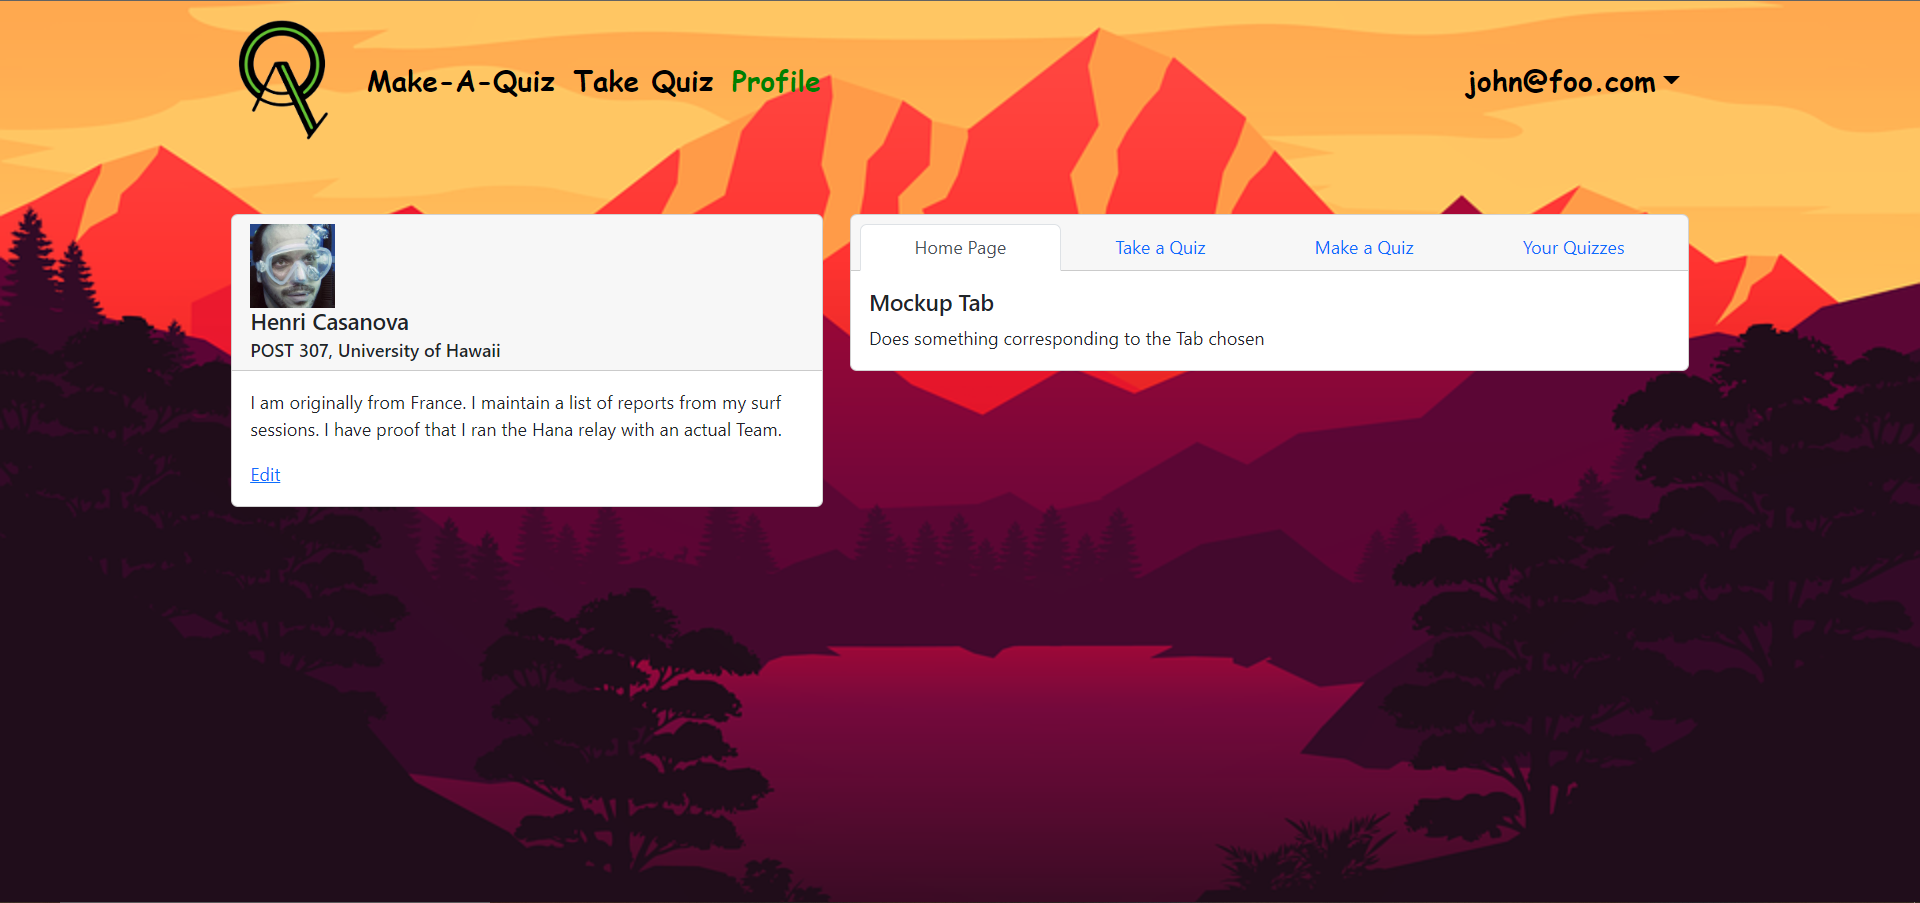 Make-A-Quiz Take Quiz Profile john@foo.com
Henri Casanova
POST 307, University of Hawaii
I am originally from France. I maintain a list of reports from my surf
sessions. I have proof that I ran the Hana relay with an actual Team.
Edit
Home Page Take a Quiz Make a Quiz Your Quizzes
Mockup Tab
Does something corresponding to the Tab chosen